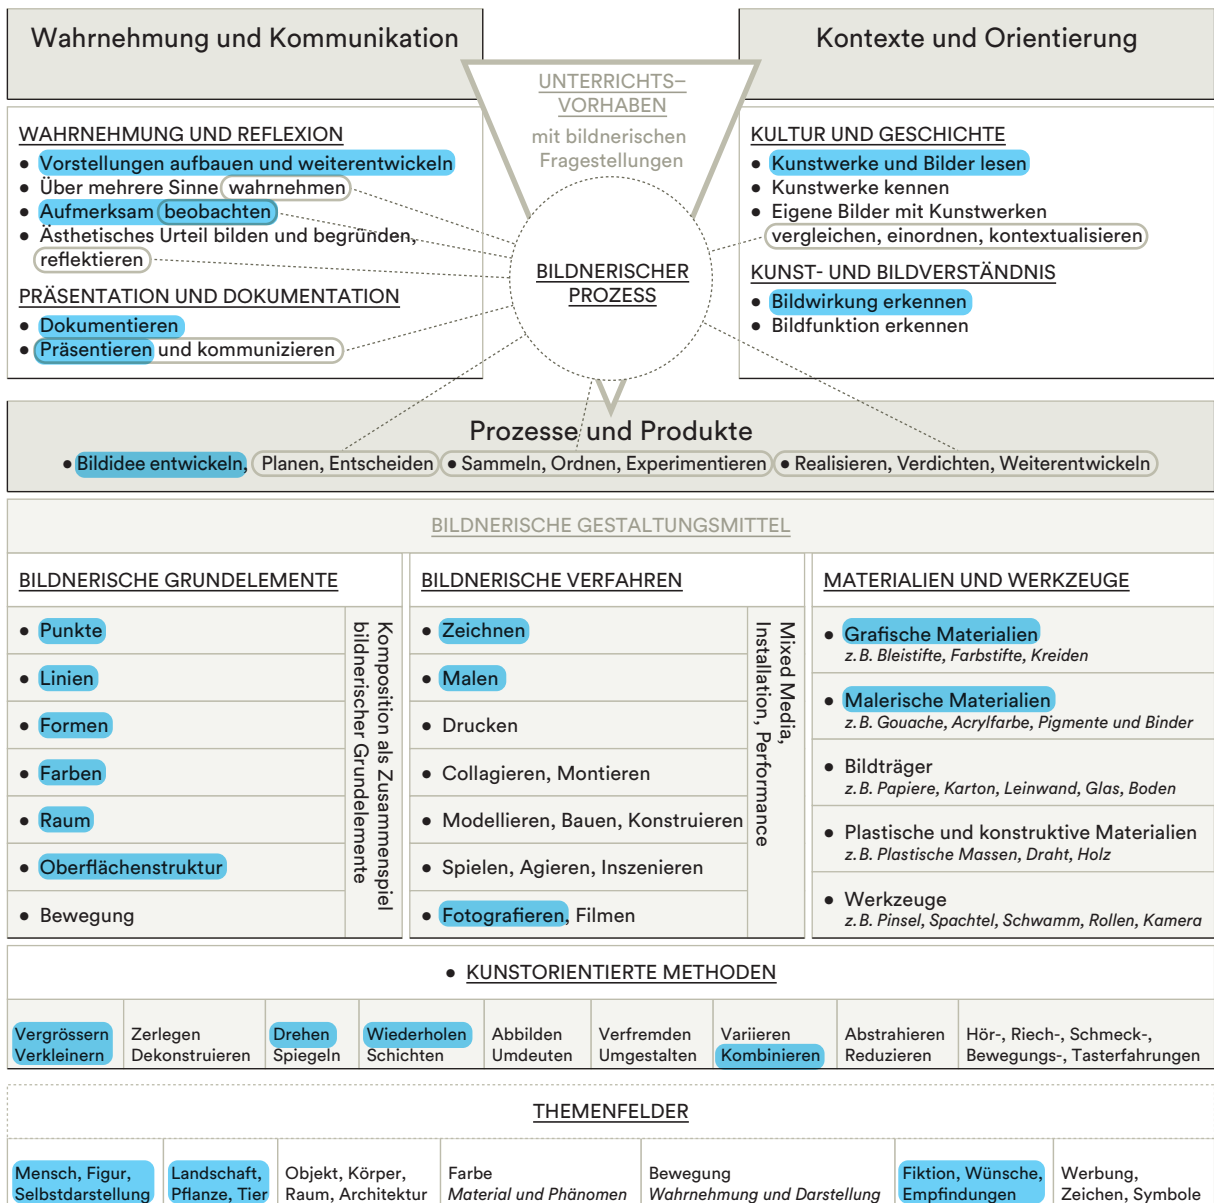 Wahrnehmung und Kommunikation
Kontexte und Orientierung
UNTERRICHTS–
VORHABEN
mit bildnerischen
Fragestellungen
WAHRNEHMUNG UND REFLEXION
• Vorstellungen aufbauen und weiterentwickeln
• Über mehrere Sinne wahrnehmen
• Aufmerksam beobachten
• Ästhetisches Urteil bilden und begründen,
reflektieren
PRÄSENTATION UND DOKUMENTATION
• Dokumentieren
• Präsentieren und kommunizieren
BILDNERISCHER
PROZESS
KULTUR UND GESCHICHTE
• Kunstwerke und Bilder lesen
• Kunstwerke kennen
• Eigene Bilder mit Kunstwerken
vergleichen, einordnen, kontextualisieren
KUNST- UND BILDVERSTÄNDNIS
• Bildwirkung erkennen
• Bildfunktion erkennen
Prozesse und Produkte
• Bildidee entwickeln, Planen, Entscheiden • Sammeln, Ordnen, Experimentieren • Realisieren, Verdichten, Weiterentwickeln
BILDNERISCHE GESTALTUNGSMITTEL
BILDNERISCHE GRUNDELEMENTE
• Punkte
• Linien
• Formen
• Farben
• Raum
• Oberflächenstruktur
• Bewegung
Komposition als Zusammenspiel
bildnerischer Grundelemente
BILDNERISCHE VERFAHREN
• Zeichnen
• Malen
• Drucken
• Collagieren, Montieren
• Modellieren, Bauen, Konstruieren
• Spielen, Agieren, Inszenieren
• Fotografieren, Filmen
Mixed Media,
Installation, Performance
MATERIALIEN UND WERKZEUGE
• Grafische Materialien
z. B. Bleistifte, Farbstifte, Kreiden
• Malerische Materialien
z. B. Gouache, Acrylfarbe, Pigmente und Binder
• Bildträger
z. B. Papiere, Karton, Leinwand, Glas, Boden
• Plastische und konstruktive Materialien
z. B. Plastische Massen, Draht, Holz
• Werkzeuge
z. B. Pinsel, Spachtel, Schwamm, Rollen, Kamera
• KUNSTORIENTIERTE METHODEN
Vergrössern
Verkleinern
Zerlegen
Dekonstruieren
Drehen
Spiegeln
Wiederholen
Schichten
Abbilden
Umdeuten
Verfremden
Umgestalten
Variieren
Kombinieren
Abstrahieren
Reduzieren
Hör-, Riech-, Schmeck-,
Bewegungs-, Tasterfahrungen
THEMENFELDER
Mensch, Figur,
Selbstdarstellung
Landschaft,
Pflanze, Tier
Objekt, Körper,
Raum, Architektur
Farbe
Material und Phänomen
Bewegung
Wahrnehmung und Darstellung
Fiktion, Wünsche,
Empfindungen
Werbung,
Zeichen, Symbole